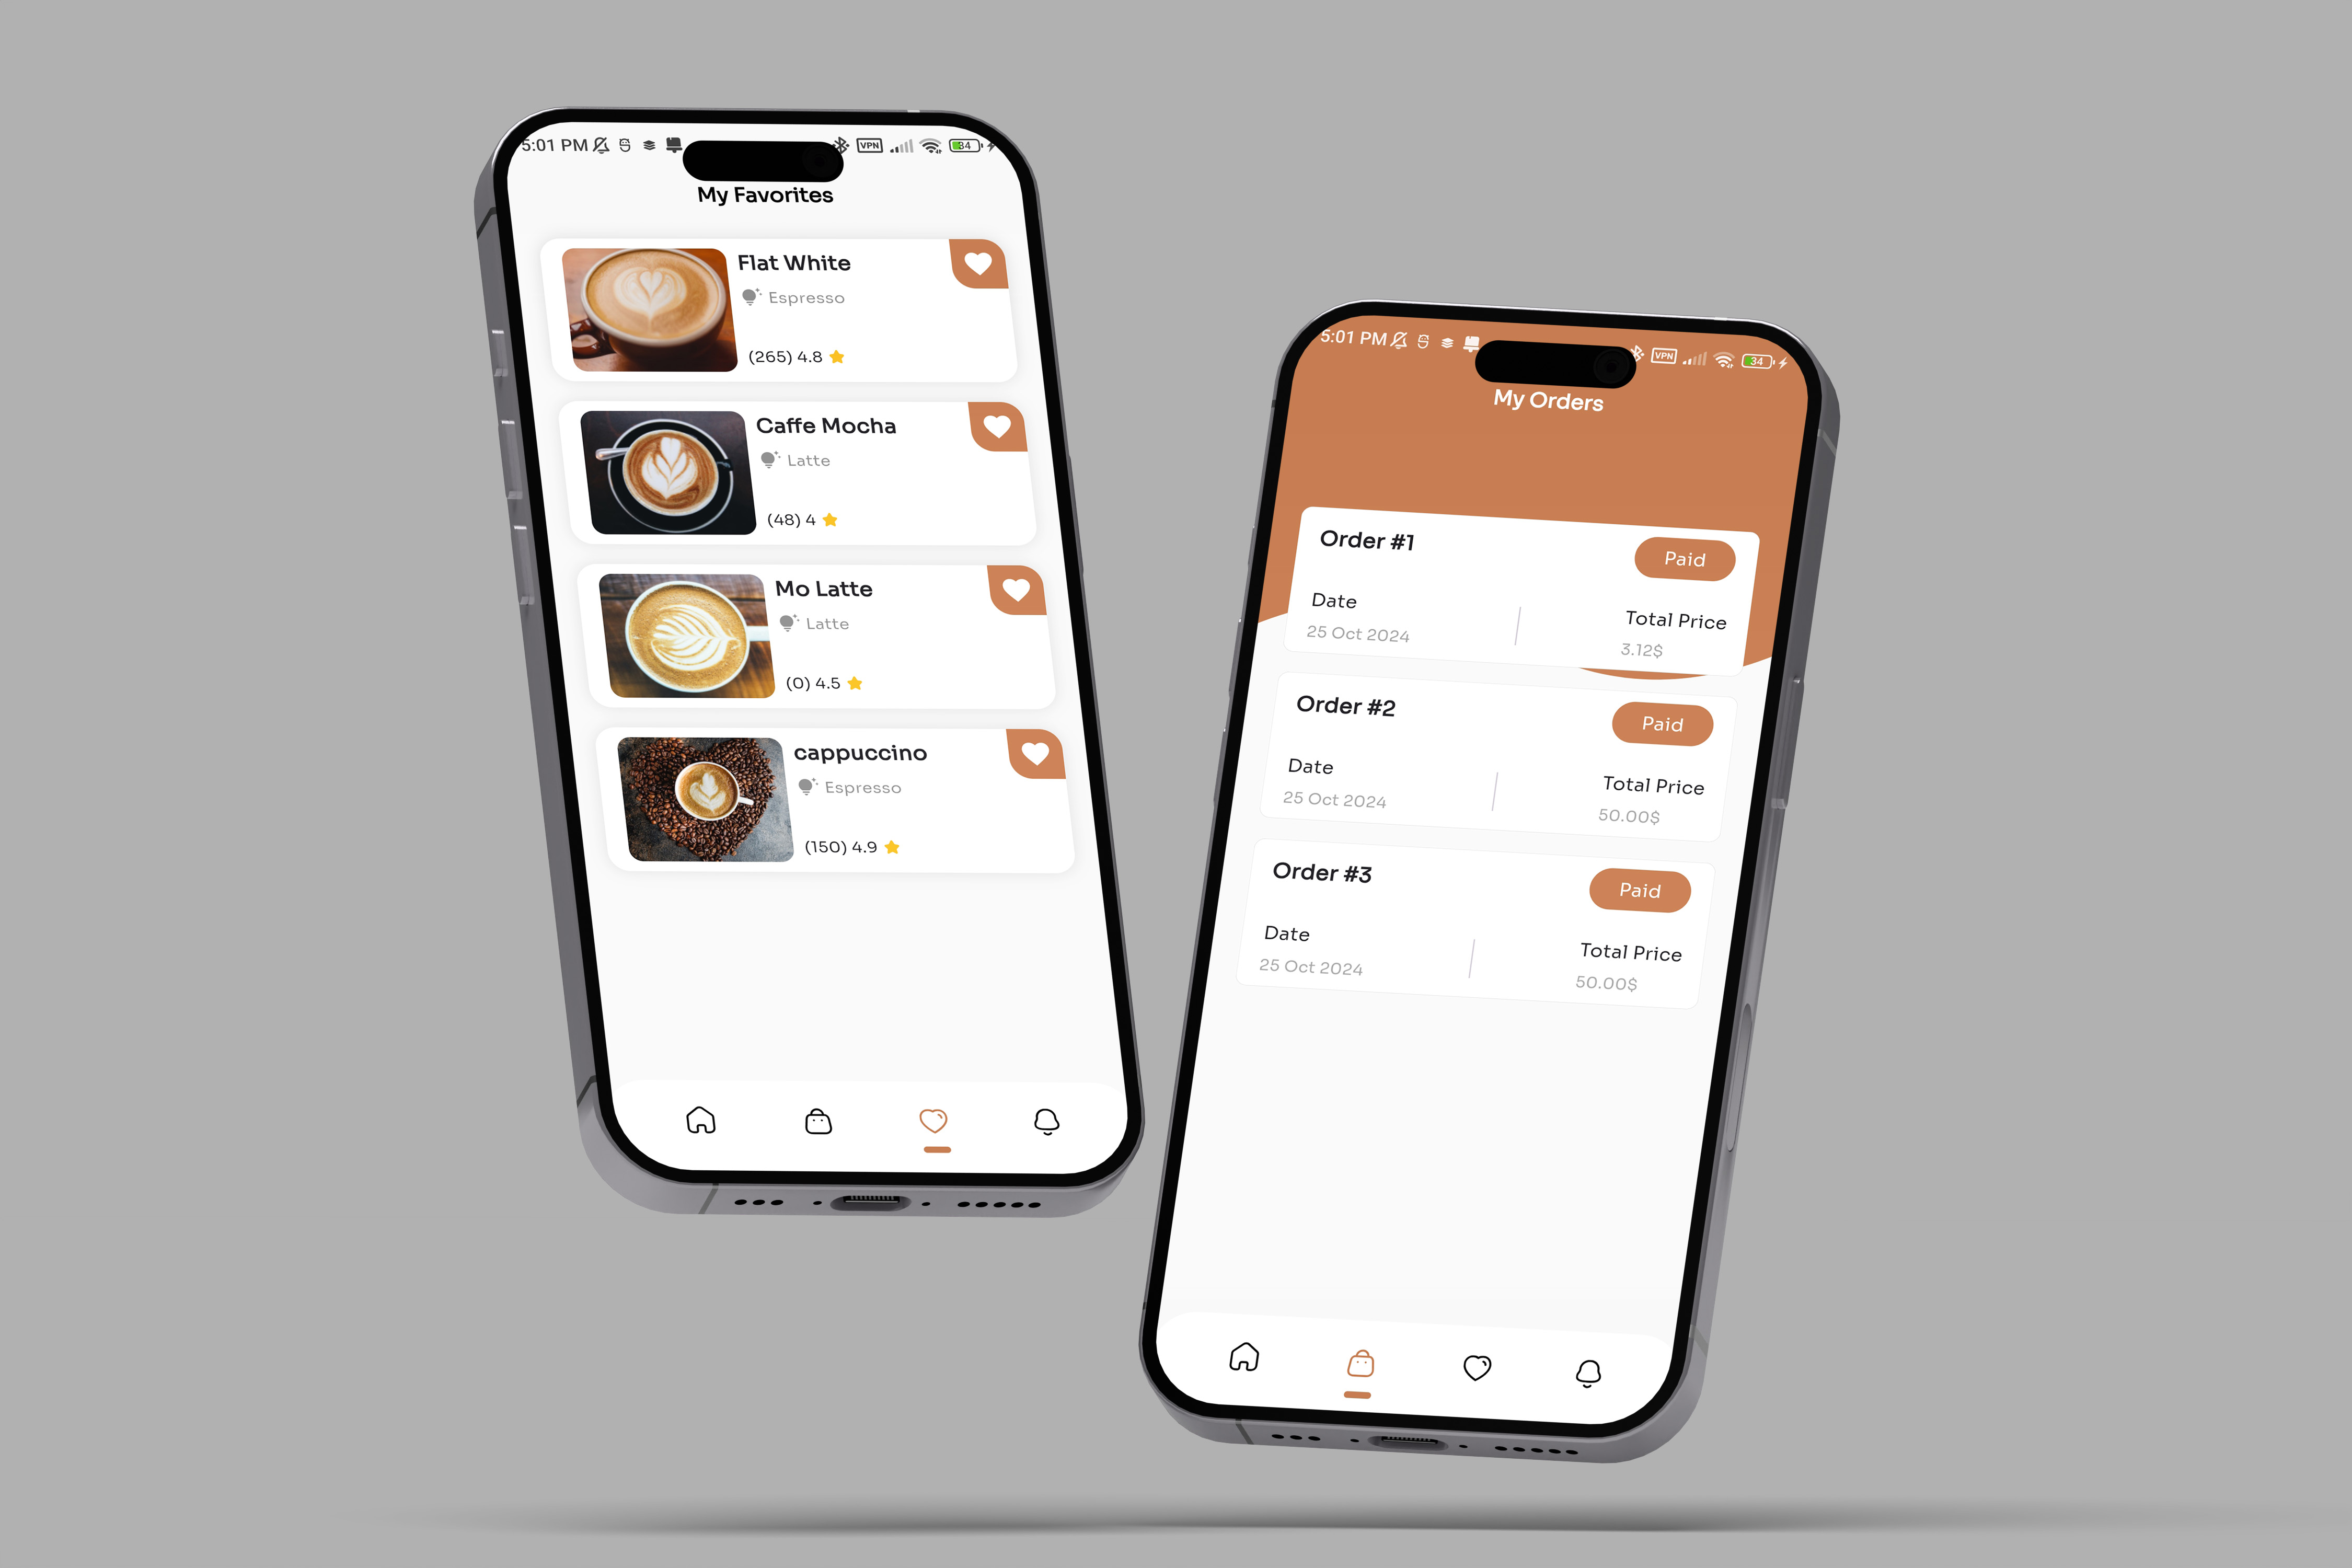 5:01 PM VPN 34
My Favorites
Flat White
Espresso
(265) 4.8
Caffe Mocha
Latte
(48) 4
Mo Latte
Latte
(0) 4.5
cappuccino
Espresso
(150) 4.9
5:01 PM VPN 34
My Orders
Order #1
Paid
Date
Total Price
25 Oct 2024
3.12$
Order #2
Paid
Date
Total Price
25 Oct 2024
50.00$
Order #3
Paid
Date
Total Price
25 Oct 2024
50.00$